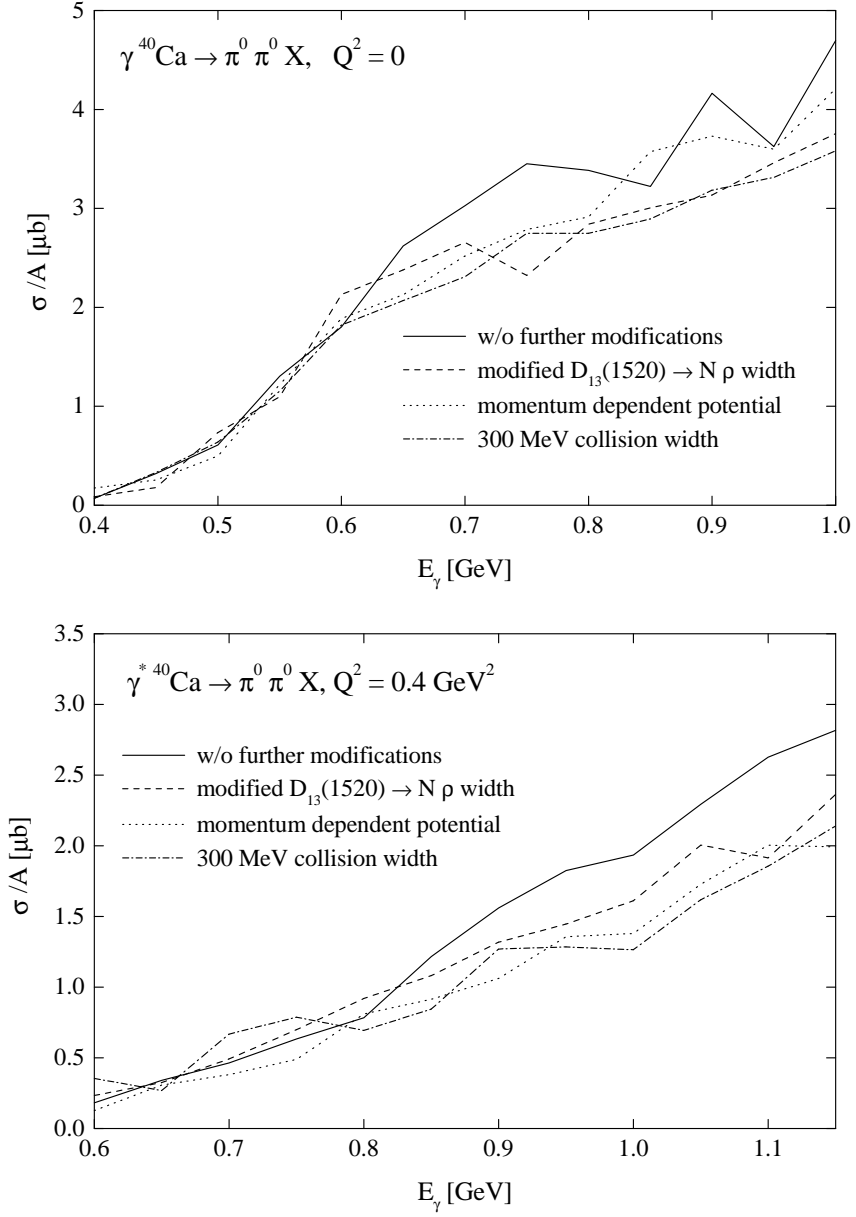 γ ⁴⁰Ca → π⁰ π⁰ X, Q² = 0
5
4
3
2
1
0
σ /A [μb]
w/o further modifications
modified D₁₃(1520) → N ρ width
momentum dependent potential
300 MeV collision width
0.4 0.5 0.6 0.7 0.8 0.9 1.0
E_γ [GeV]
3.5
3.0
2.5
2.0
1.5
1.0
0.5
0.0
σ /A [μb]
γ* ⁴⁰Ca → π⁰ π⁰ X, Q² = 0.4 GeV²
w/o further modifications
modified D₁₃(1520) → N ρ width
momentum dependent potential
300 MeV collision width
0.6 0.7 0.8 0.9 1.0 1.1
E_γ [GeV]